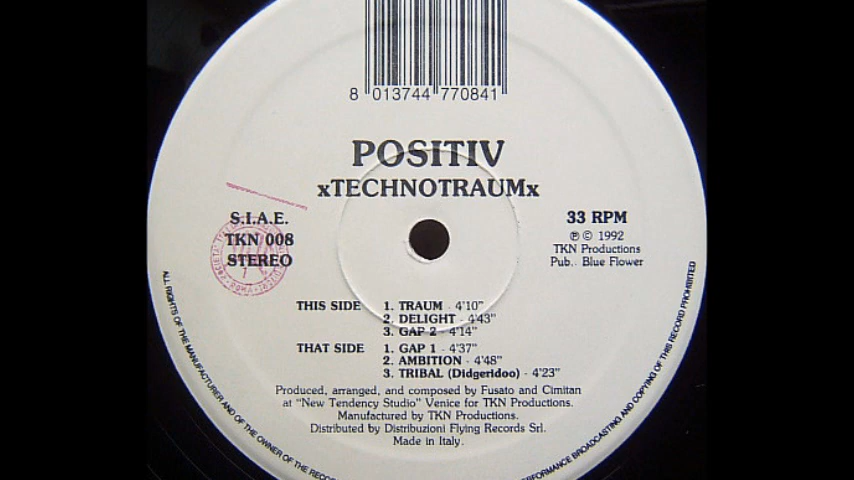 8 013744 770841
POSITIV
xTECHNOTRAUMx
S.I.A.E.
TKN 008
STEREO
33 RPM
℗ © 1992
TKN Productions
Pub. Blue Flower
THIS SIDE 1. TRAUM - 4'10"
2. DELIGHT - 4'43"
3. GAP 2 - 4'14"
THAT SIDE 1. GAP 1 - 4'37"
2. AMBITION - 4'48"
3. TRIBAL (Didgeridoo) - 4'23"
Produced, arranged, and composed by Fusato and Cimitan
at "New Tendency Studio" Venice for TKN Productions.
Manufactured by TKN Productions.
Distributed by Distribuzioni Flying Records Srl.
Made in Italy.
ALL RIGHTS OF THE MANUFACTURER AND OF THE OWNER OF THE
PERFORMANCE BROADCASTING AND COPYING OF THIS RECORD PROHIBITED